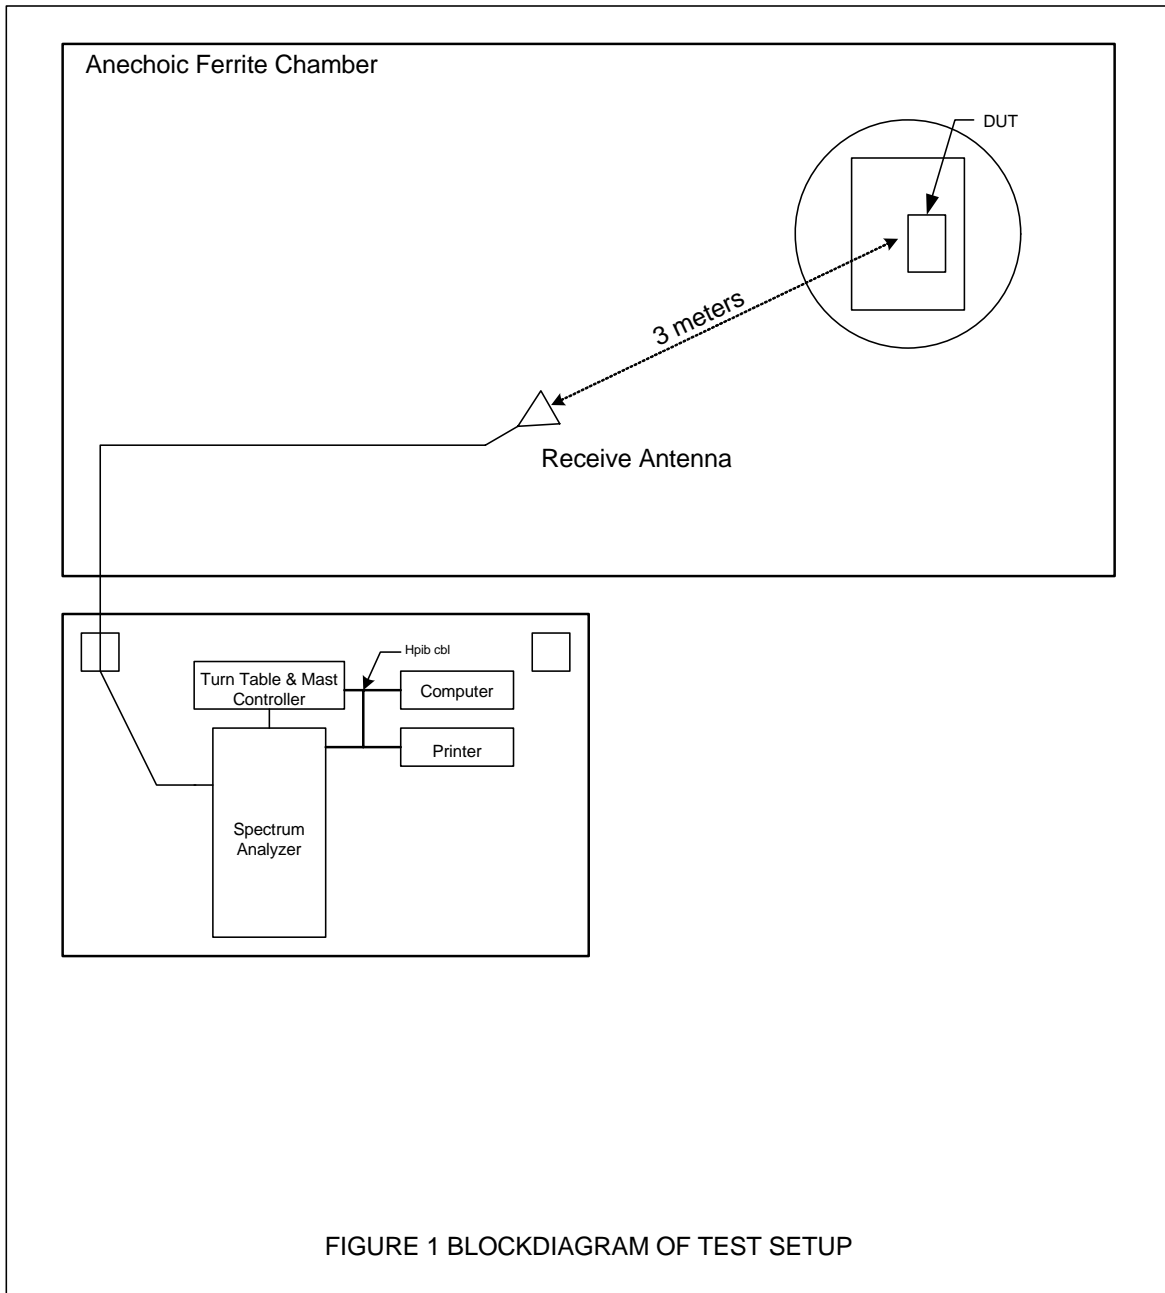 Anechoic Ferrite Chamber
DUT
3 meters
Receive Antenna
Hpib cbl
Turn Table & Mast
Controller
Computer
Printer
Spectrum
Analyzer
FIGURE 1 BLOCKDIAGRAM OF TEST SETUP